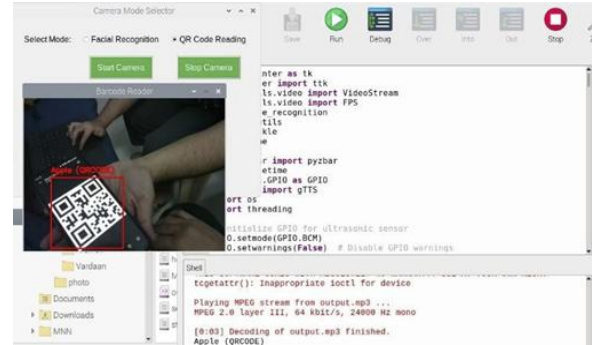 Camera Mode Selector
Select Mode:
Facial Recognition
QR Code Reading
Start Camera
Stop Camera
Barcode Reader
Apple (QRCODE)
Save
Run
Debug
Over
Into
Out
Stop
nter as tk
er import ttk
ls.video import VideoStream
ls.video import FPS
e_recognition
tils
kle
me
r import pyzbar
etime
.GPIO as GPIO
import gTTS
ort os
ort threading
nitialize GPIO for ultrasonic sensor
O.setmode(GPIO.BCM)
O.setwarnings(False) # Disable GPIO warnings
Vardaan
photo
Documents
Downloads
MNN
Shell
tcgetattr(): Inappropriate ioctl for device
Playing MPEG stream from output.mp3 ...
MPEG 2.0 layer III, 64 kbit/s, 24000 Hz mono
[0:03] Decoding of output.mp3 finished.
Apple (QRCODE)